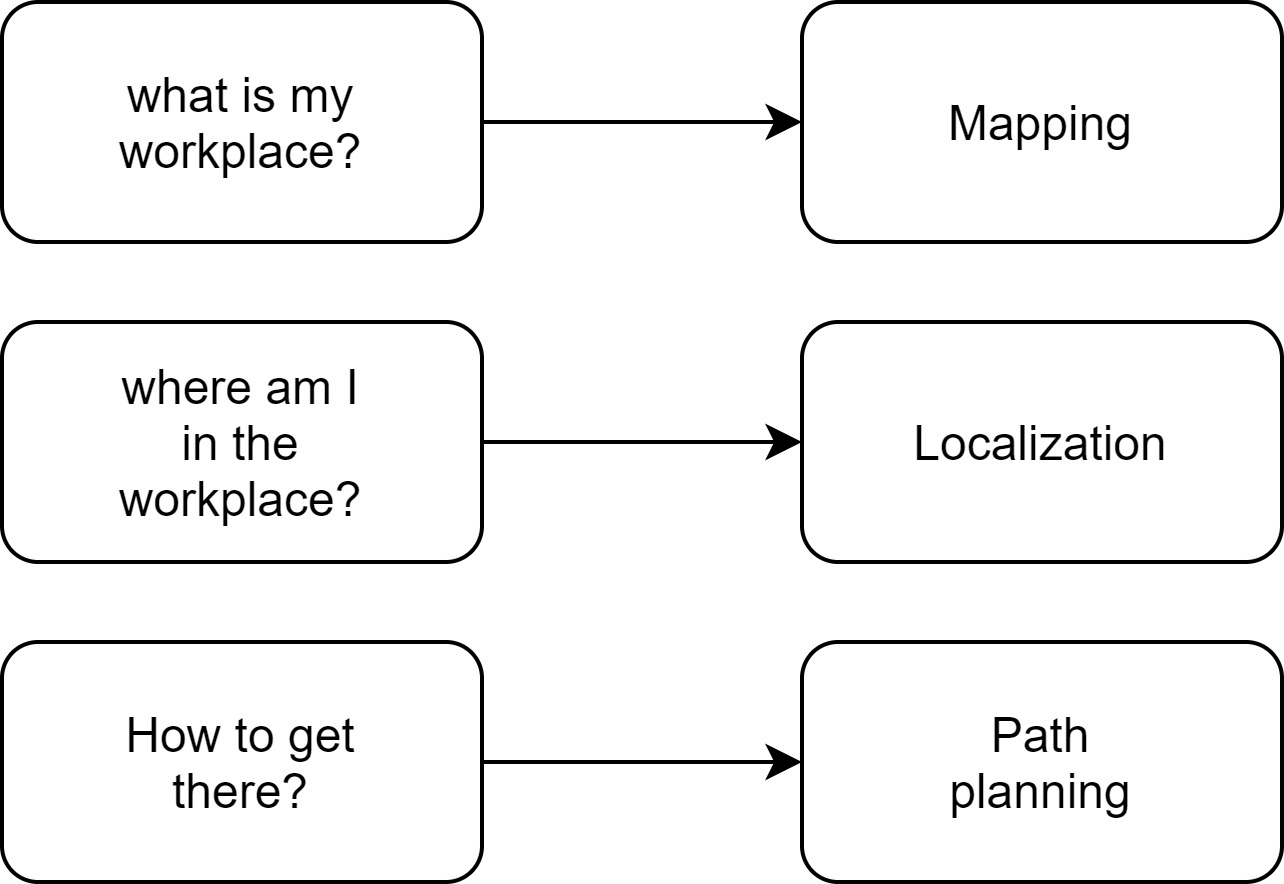 what is my
workplace?
Mapping
where am I
in the
workplace?
Localization
How to get
there?
Path
planning